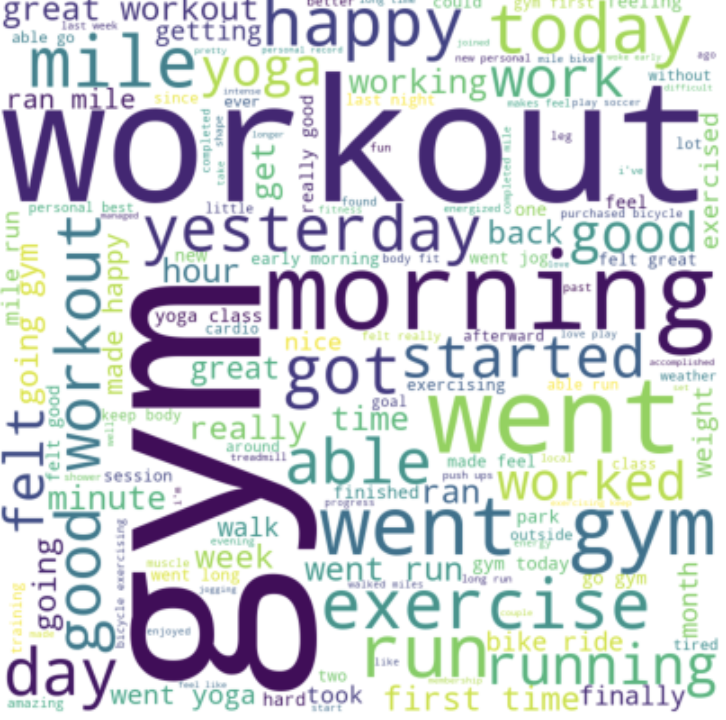 great workout
happy
better
long time
could
gym first
feeling
last week
able go
getting
today
pretty
personal record
joined
new personal
mile bike
woke early
ago
mile
yoga
working
work
without
difficult
ran mile
since
ever
intense
last night
makes feel
play soccer
workout
completed
take shape
longer
get
really good
fun
leg
lot
i've
exercised
completed mile
personal best
managed
little
found
fitness
energized
one
feel
purchased bicycle
yesterday
back
good
mile run
going gym
good workout
made happy
new
hour
early morning
body fit
went jog
love
felt great
gym
morning
past
yoga class
cardio
nice
felt really
afterward
love play
great
got
started
accomplished
weather
exercising
able run
set
goal
went
keep body
really
time
felt
felt good
well
around
treadmill
able
made feel
local
class
weight
shower
session
i'm
push ups
worked
minute
finished
ran
progress
exercising keep
walk
went gym
park
outside
energy
going
bicycle exercising
evening
muscle
week
went long
went run
gym today
long run
go gym
month
jogging
walked miles
training
made
exercise
couple
enjoyed
run
bike ride
tired
day
two
like
running
feel like
membership
amazing
went yoga
hard
took
start
first time
finally